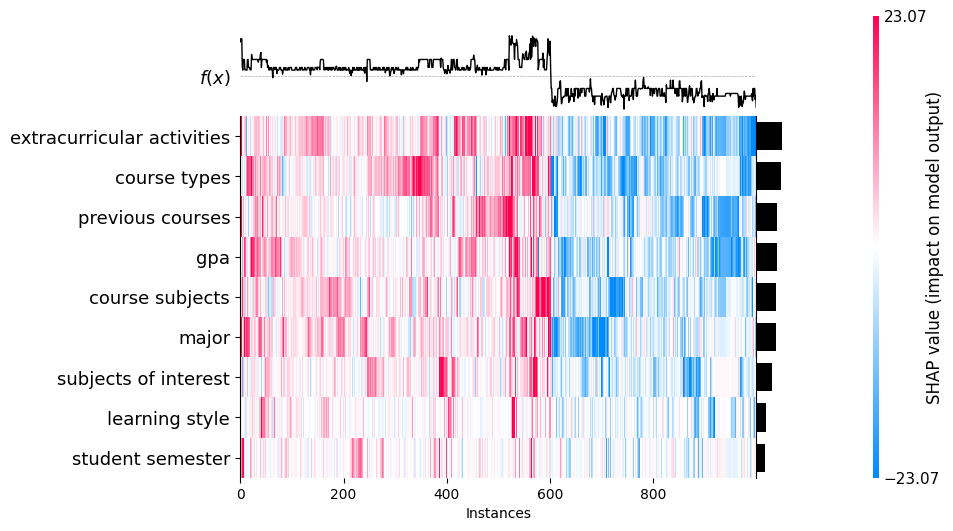 23.07
f(x)
extracurricular activities
course types
previous courses
gpa
course subjects
major
subjects of interest
learning style
student semester
SHAP value (impact on model output)
−23.07
0 200 400 600 800
Instances